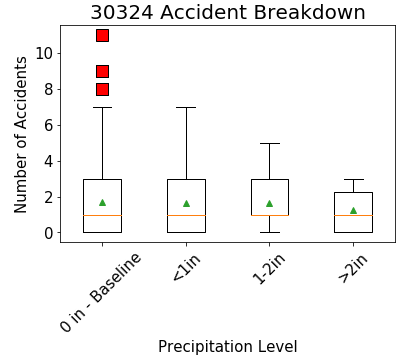 30324 Accident Breakdown
Number of Accidents
10
8
6
4
2
0
0 in - Baseline
<1in
1-2in
>2in
Precipitation Level